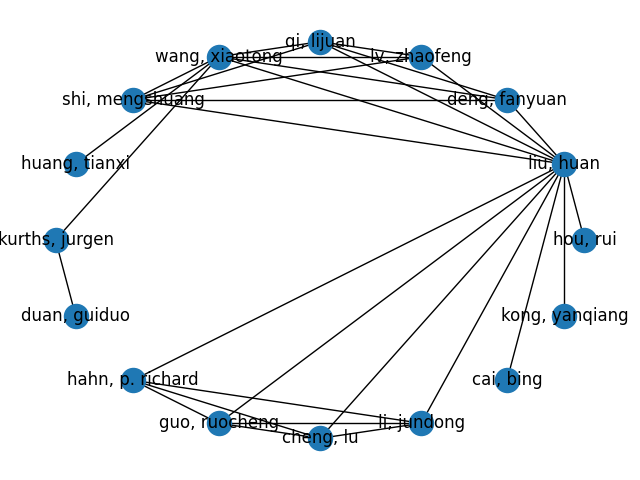 qi, lijuan
wang, xiaotong
lv, zhaofeng
shi, mengshuang
deng, fanyuan
huang, tianxi
liu, huan
kurths, jurgen
hou, rui
duan, guiduo
kong, yanqiang
hahn, p. richard
cai, bing
guo, ruocheng
li, jundong
cheng, lu